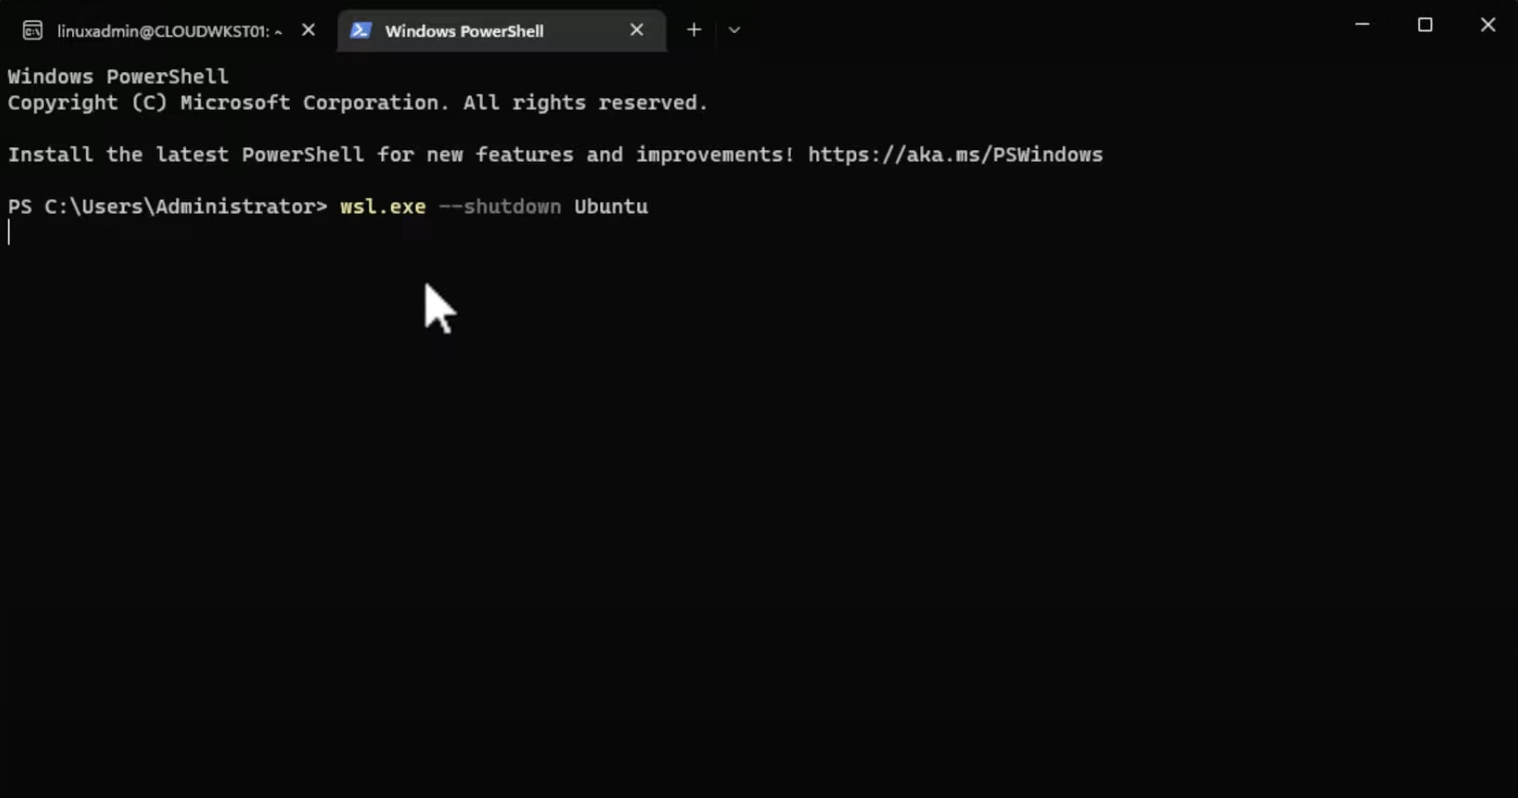 linuxadmin@CLOUDWKST01: ~
Windows PowerShell
Windows PowerShell
Copyright (C) Microsoft Corporation. All rights reserved.
Install the latest PowerShell for new features and improvements! https://aka.ms/PSWindows
PS C:\Users\Administrator> wsl.exe --shutdown Ubuntu